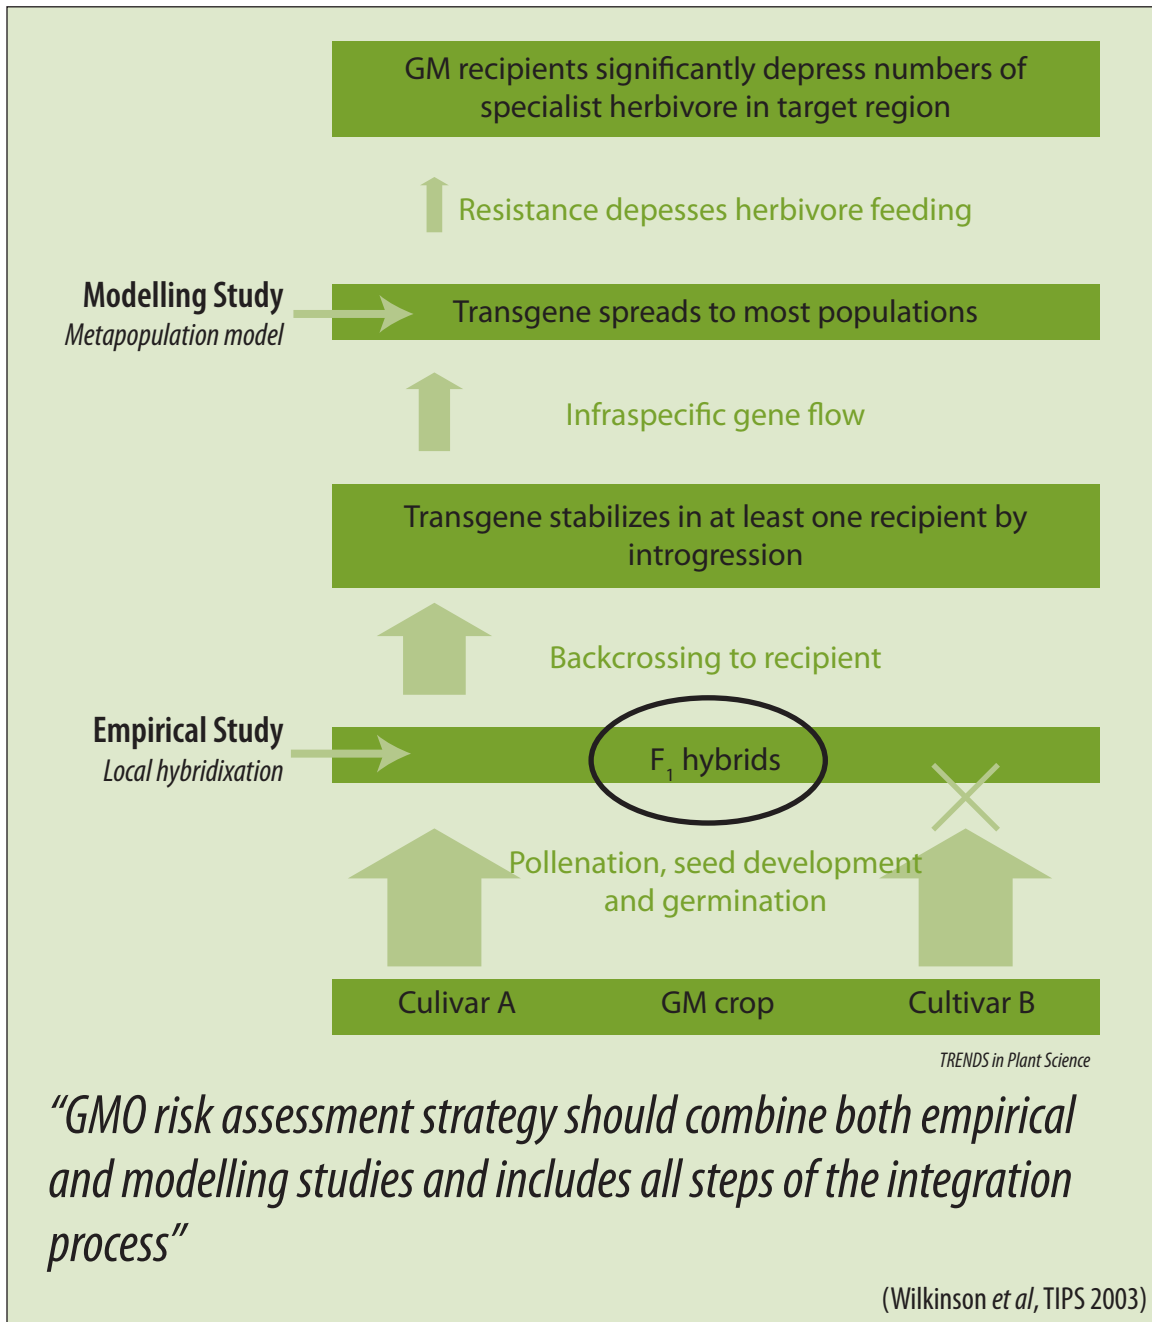 GM recipients significantly depress numbers of
specialist herbivore in target region
Resistance depesses herbivore feeding
Modelling Study
Metapopulation model
Transgene spreads to most populations
Infraspecific gene flow
Transgene stabilizes in at least one recipient by
introgression
Backcrossing to recipient
Empirical Study
Local hybridixation
F₁ hybrids
Pollenation, seed development
and germination
Culivar A GM crop Cultivar B
TRENDS in Plant Science
“GMO risk assessment strategy should combine both empirical
and modelling studies and includes all steps of the integration
process”
(Wilkinson et al, TIPS 2003)